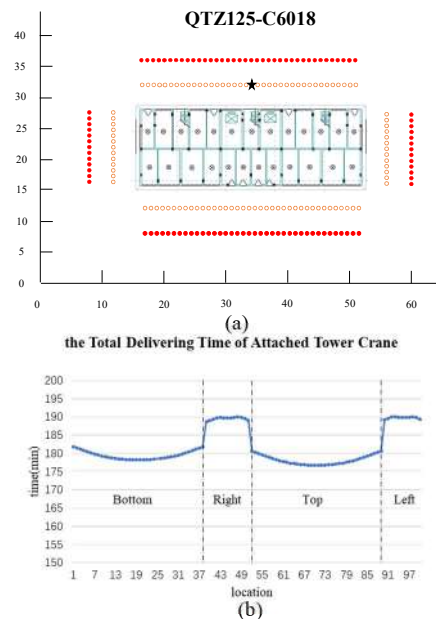 QTZ125-C6018
40
35
30
25
20
15
10
5
0
0 10 20 30 40 50 60
(a)
the Total Delivering Time of Attached Tower Crane
200
195
190
185
180
175
170
165
160
155
150
time(min)
Bottom Right Top Left
1 7 13 19 25 31 37 43 49 55 61 67 73 79 85 91 97
location
(b)